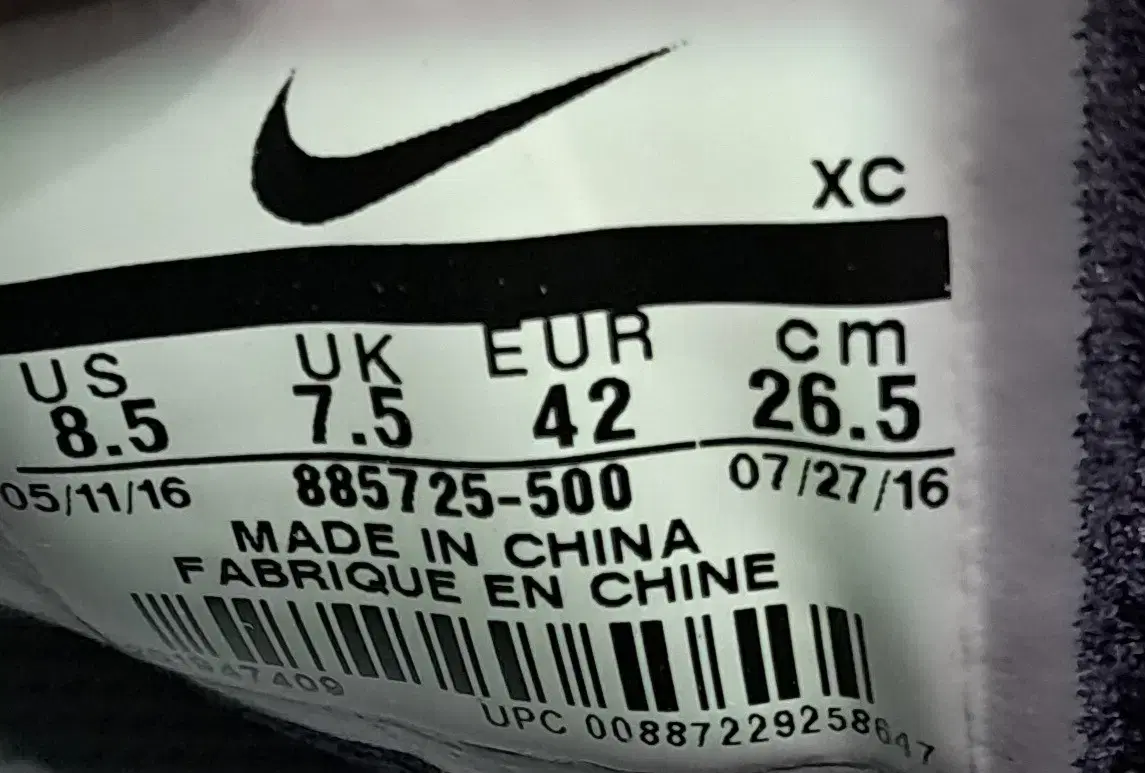 XC
US UK EUR cm
8.5 7.5 42 26.5
05/11/16 885725-500 07/27/16
MADE IN CHINA
FABRIQUE EN CHINE
UPC 00887229258647